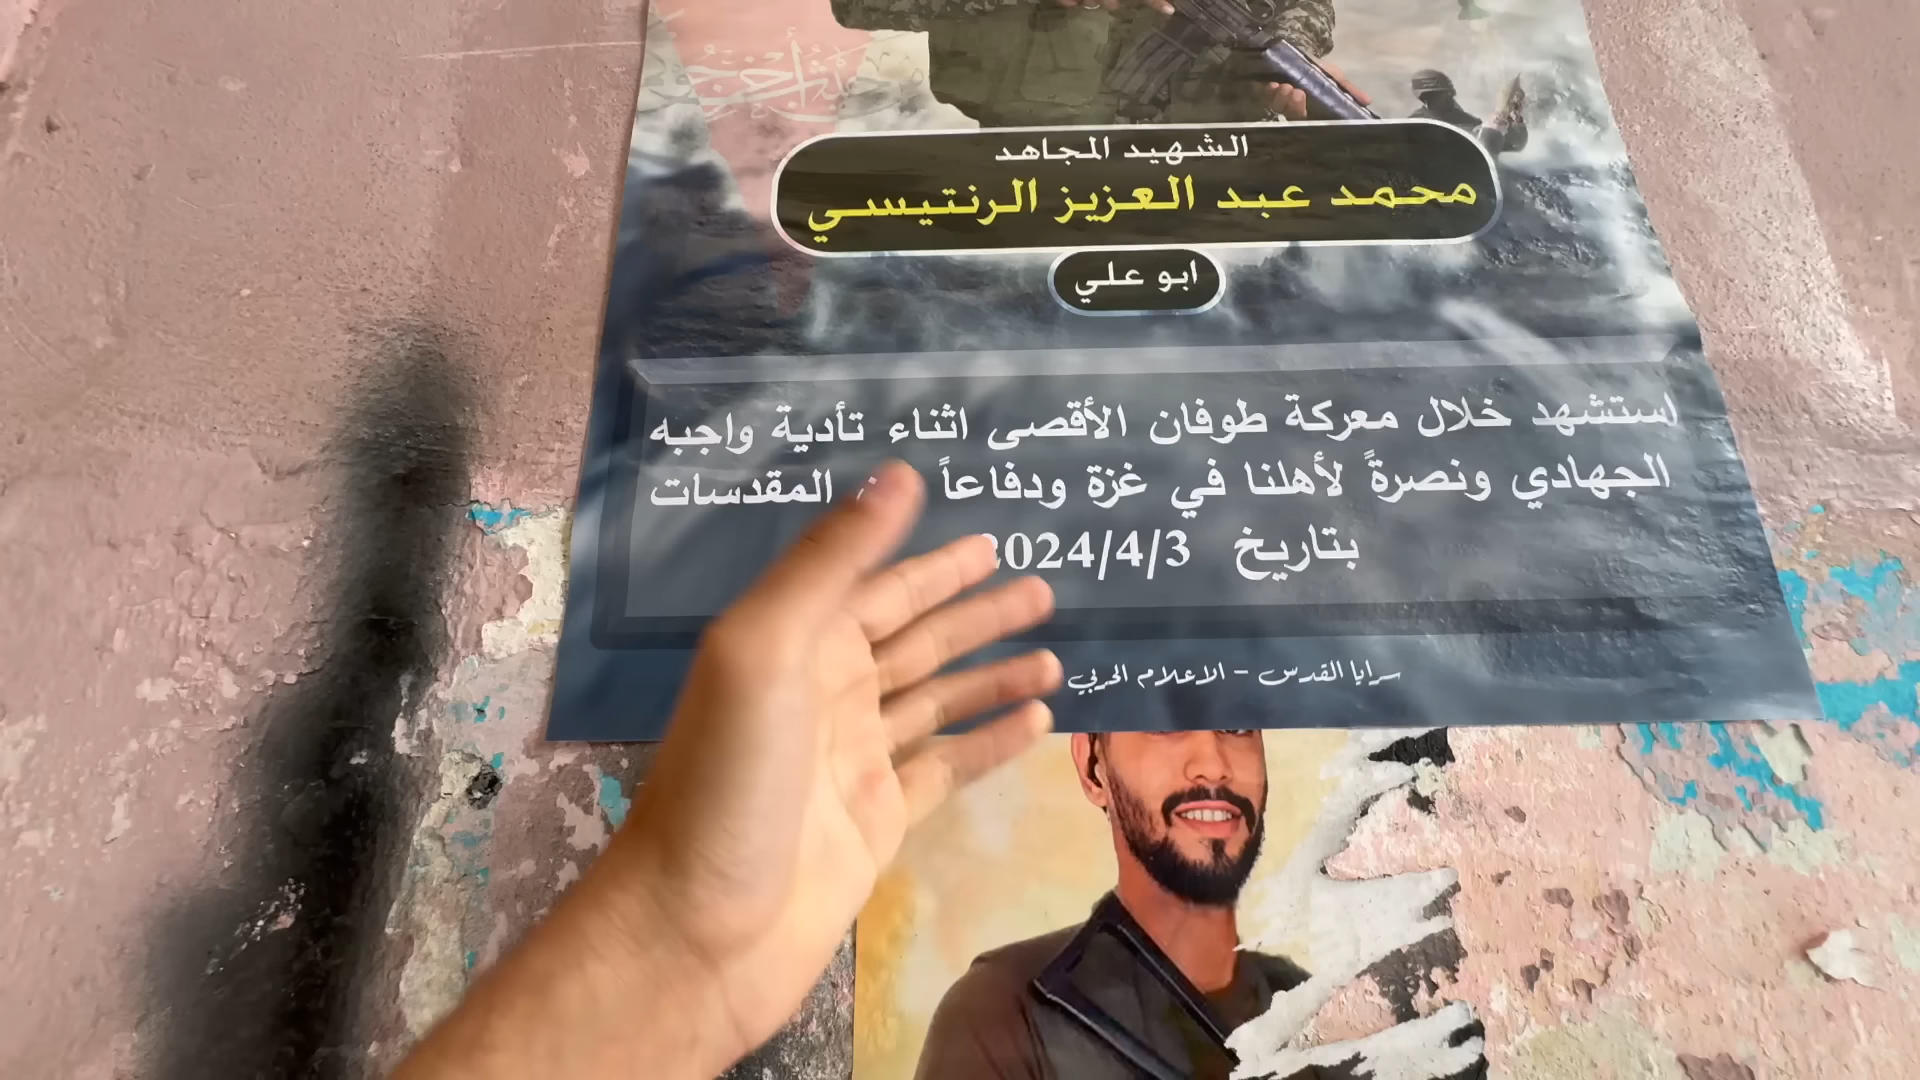 الشهيد المجاهد
محمد عبد العزيز الرنتيسي
ابو علي
استشهد خلال معركة طوفان الأقصى اثناء تأدية واجبه
الجهادي ونصرةً لأهلنا في غزة ودفاعاً المقدسات
بتاريخ 2024/4/3
سرايا القدس - الاعلام الحربي